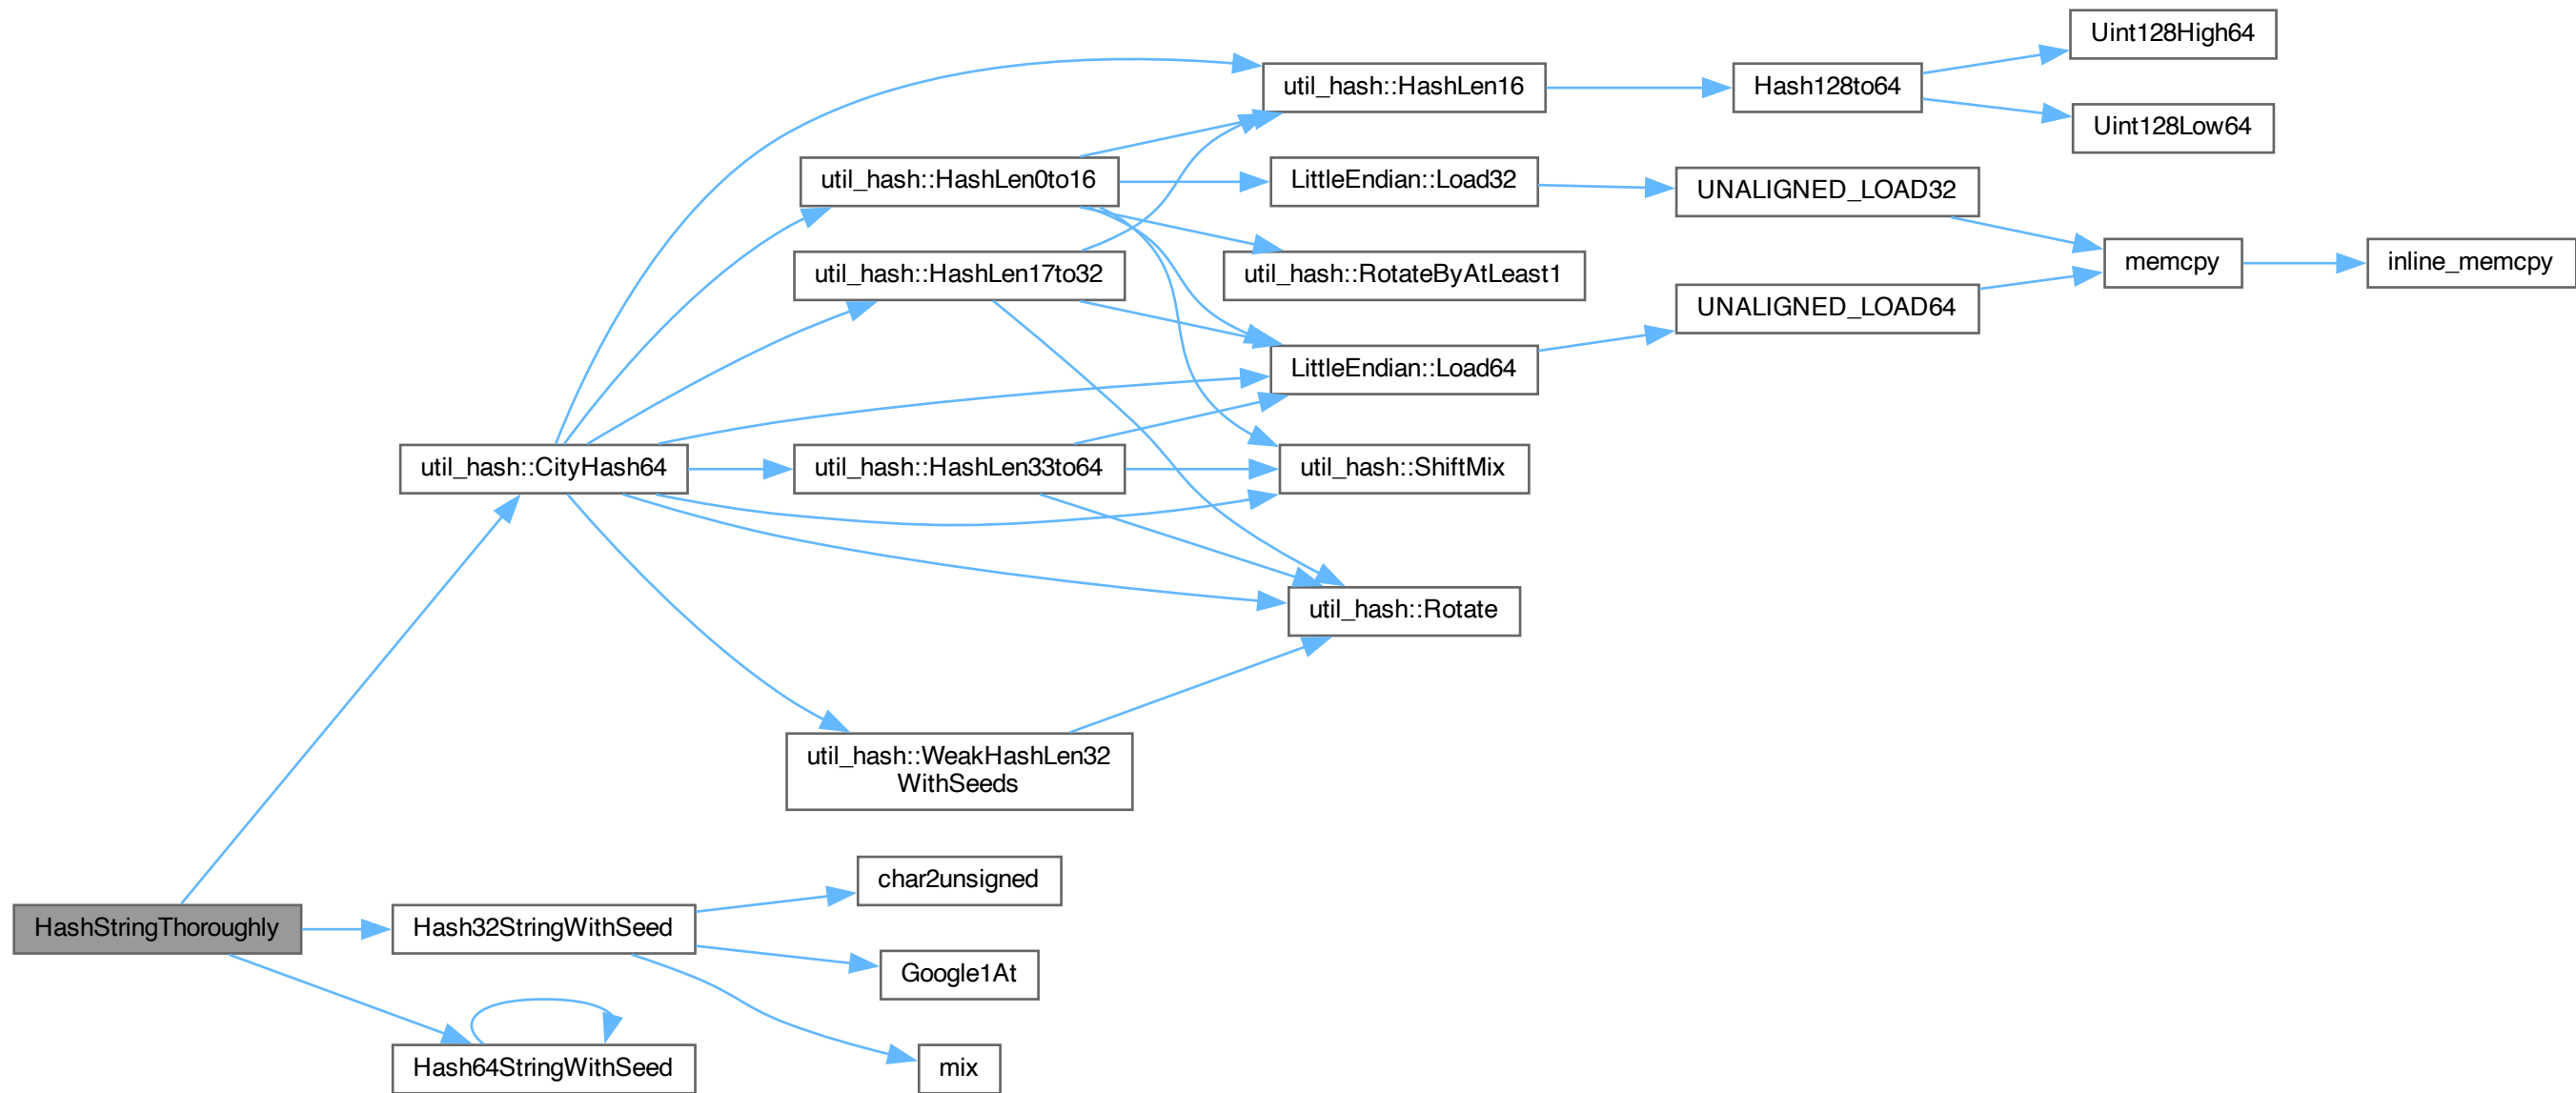 Uint128High64
util_hash::HashLen16
Hash128to64
Uint128Low64
util_hash::HashLen0to16
LittleEndian::Load32
UNALIGNED_LOAD32
util_hash::HashLen17to32
util_hash::RotateByAtLeast1
memcpy
inline_memcpy
UNALIGNED_LOAD64
LittleEndian::Load64
util_hash::CityHash64
util_hash::HashLen33to64
util_hash::ShiftMix
util_hash::Rotate
util_hash::WeakHashLen32
WithSeeds
char2unsigned
HashStringThoroughly
Hash32StringWithSeed
Google1At
Hash64StringWithSeed
mix